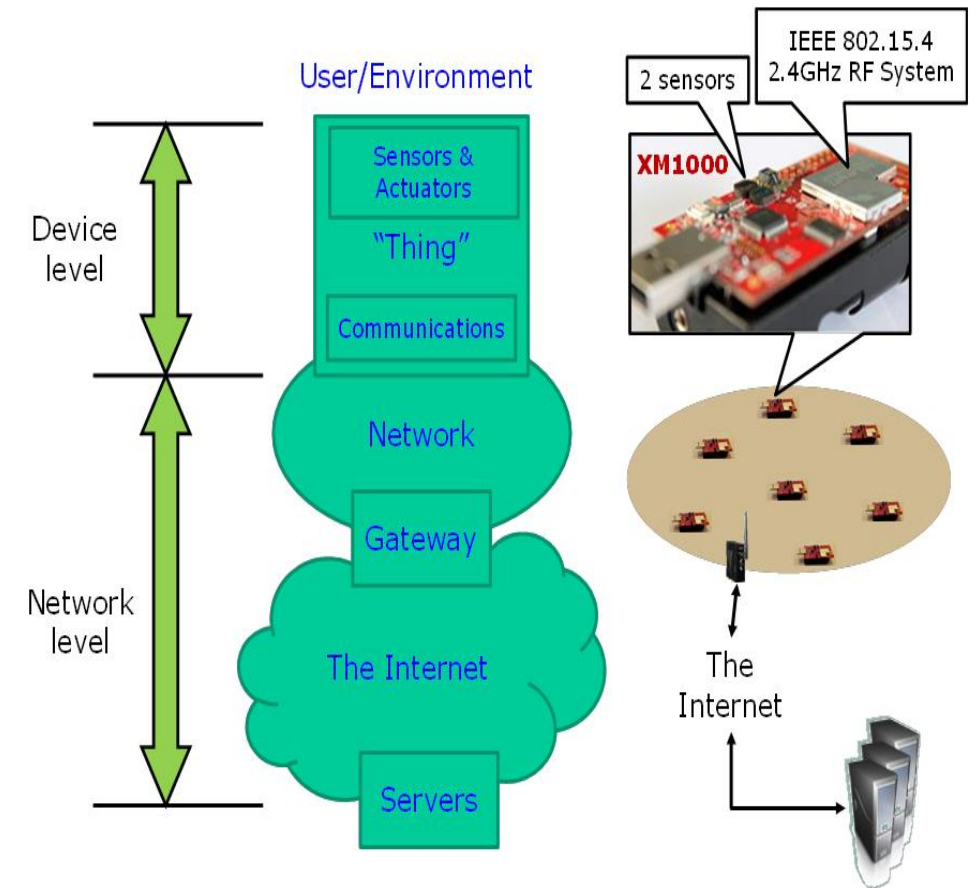 User/Environment
Sensors &
Actuators
“Thing”
Communications
Network
Gateway
The Internet
Servers
Device
level
Network
level
2 sensors
IEEE 802.15.4
2.4GHz RF System
XM1000
The
Internet